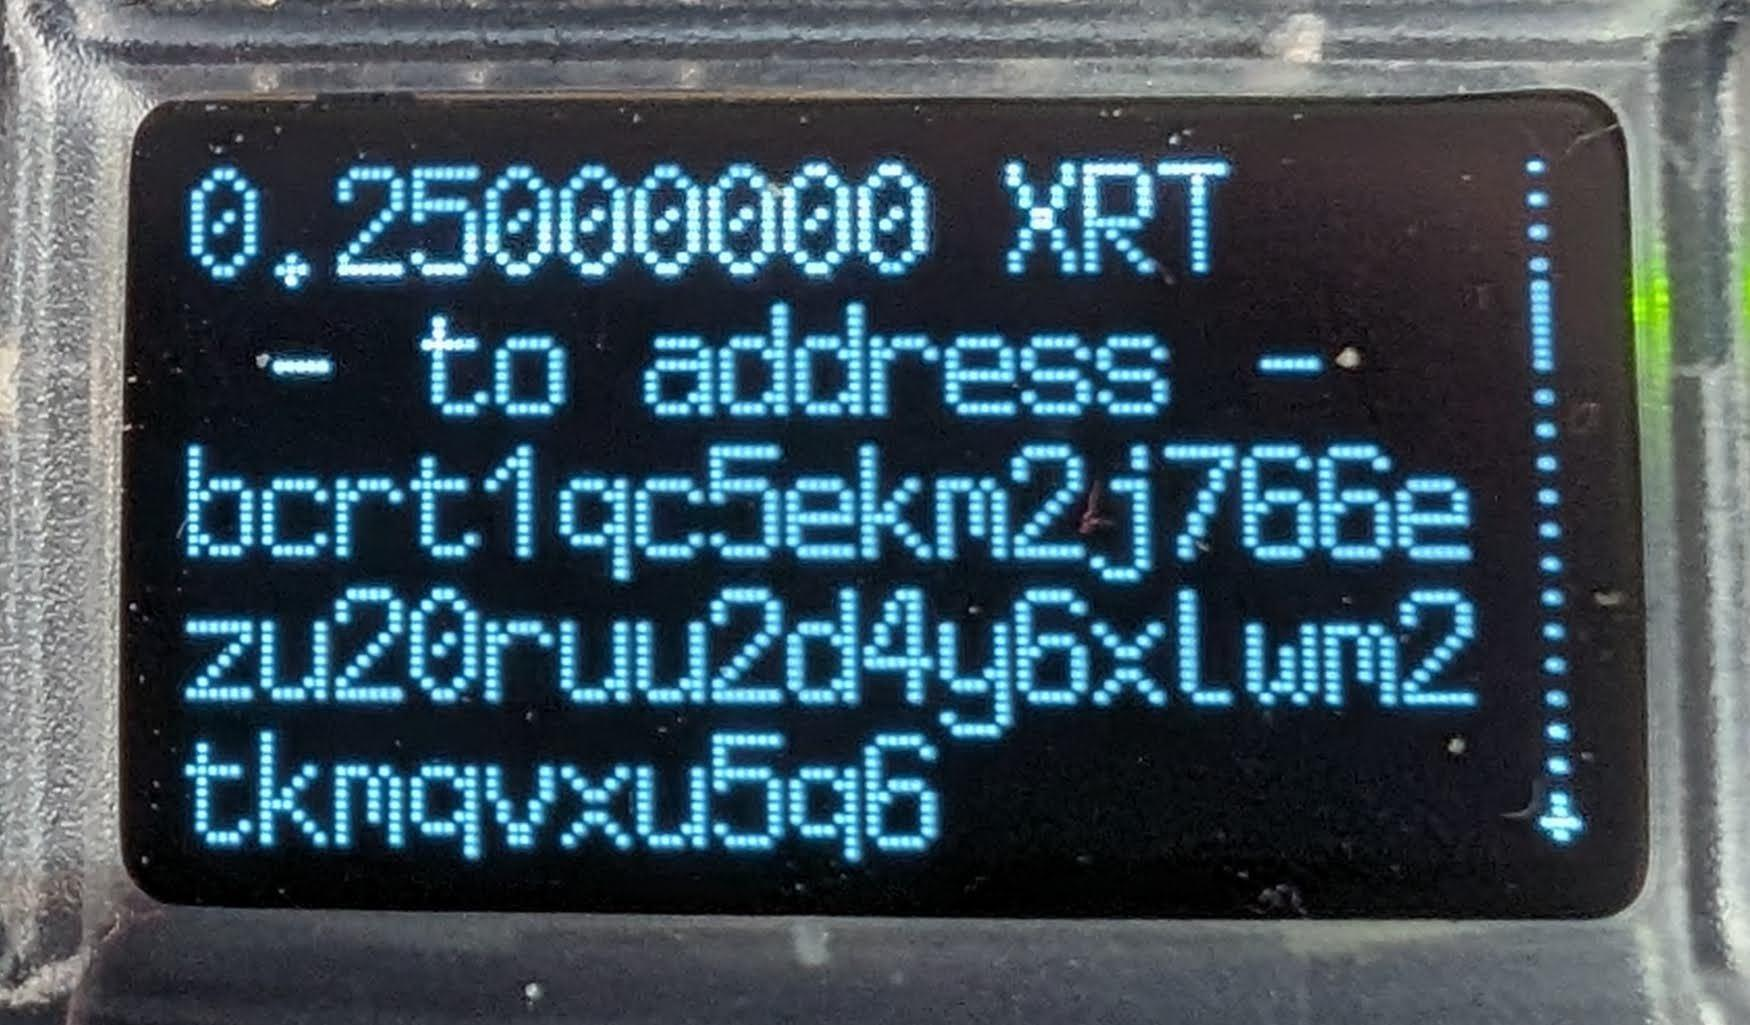 0.25000000 XRT
- to address -
bcrt1qc5ekm2j766e
zu20ruu2d4y6xlwm2
tkmqvxu5q6